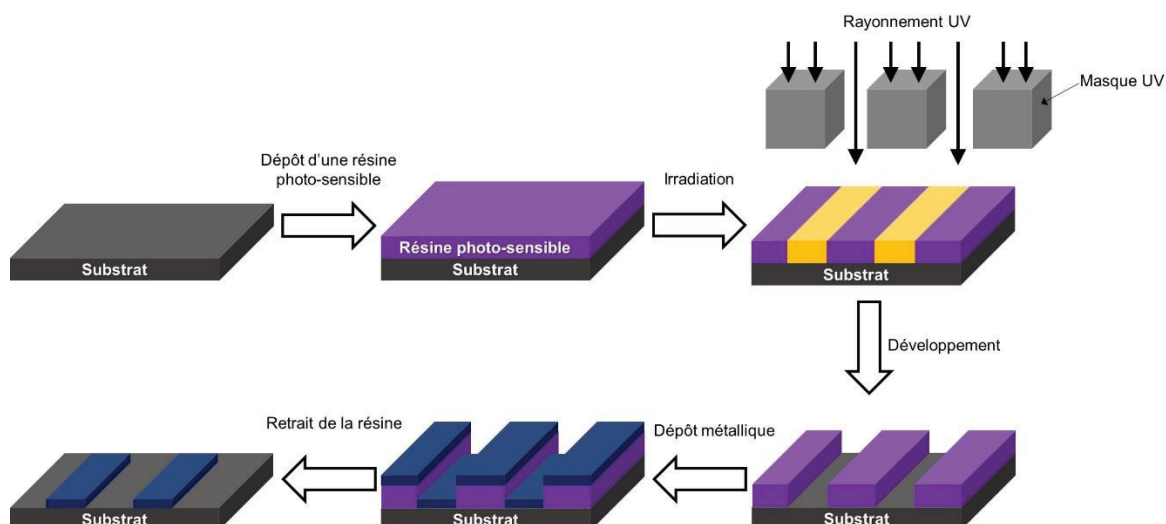 Rayonnement UV
Masque UV
Dépôt d'une résine
photo-sensible
Irradiation
Substrat
Résine photo-sensible
Substrat
Substrat
Développement
Retrait de la résine
Dépôt métallique
Substrat
Substrat
Substrat